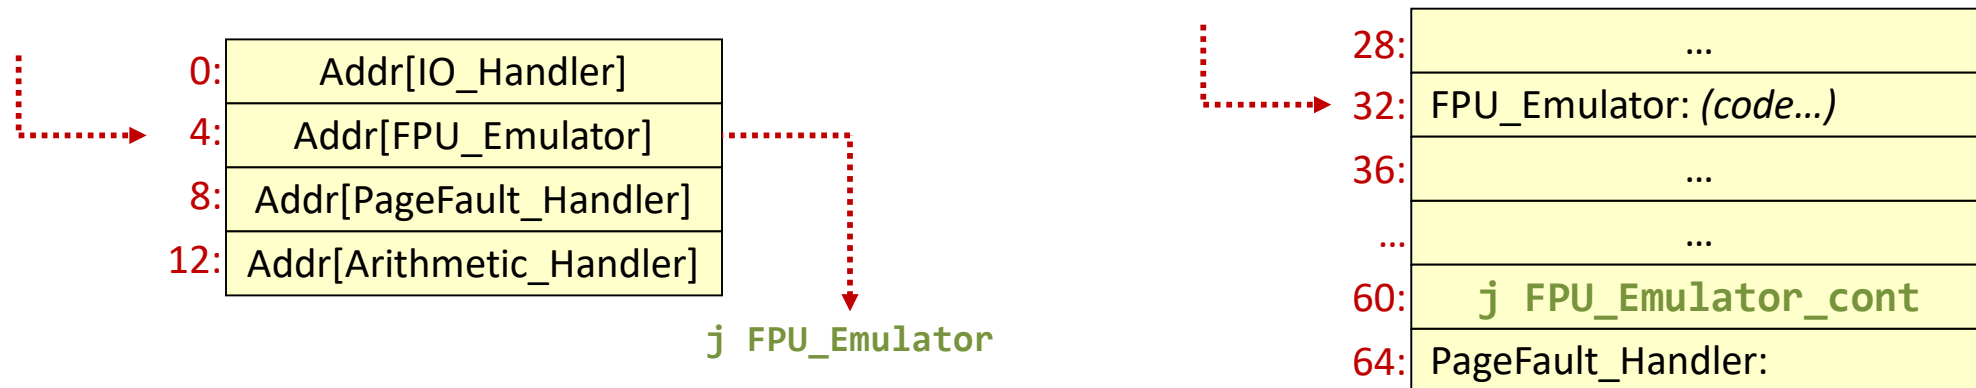 0: Addr[IO_Handler]
4: Addr[FPU_Emulator]
8: Addr[PageFault_Handler]
12: Addr[Arithmetic_Handler]
j FPU_Emulator
28: ...
32: FPU_Emulator: (code...)
36: ...
... ...
60: j FPU_Emulator_cont
64: PageFault_Handler: